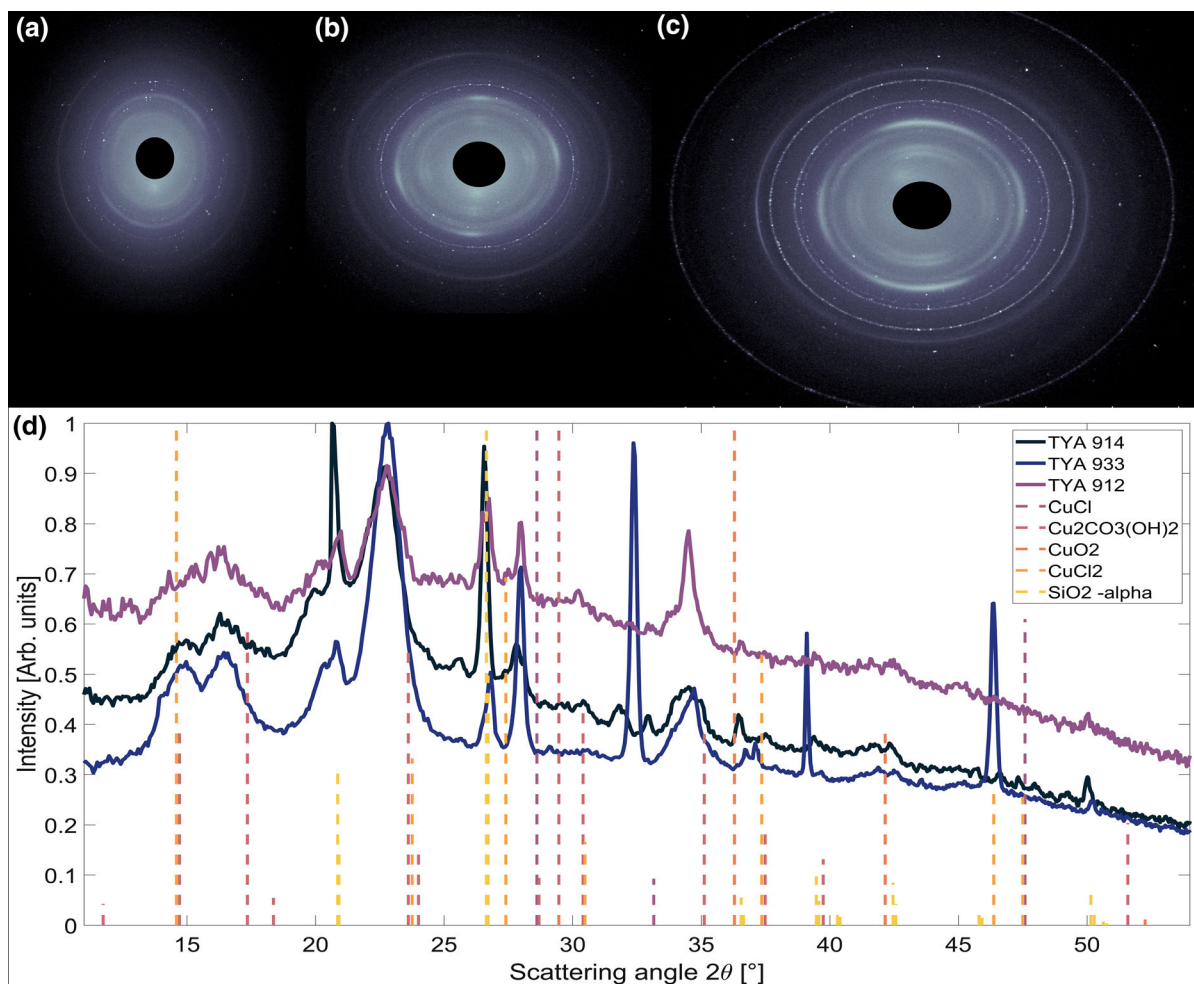 (a)
(b)
(c)
(d)
1
0.9
0.8
0.7
0.6
0.5
0.4
0.3
0.2
0.1
0
Intensity [Arb. units]
TYA 914
TYA 933
TYA 912
CuCl
Cu2CO3(OH)2
CuO2
CuCl2
SiO2 -alpha
15 20 25 30 35 40 45 50
Scattering angle 2θ [°]